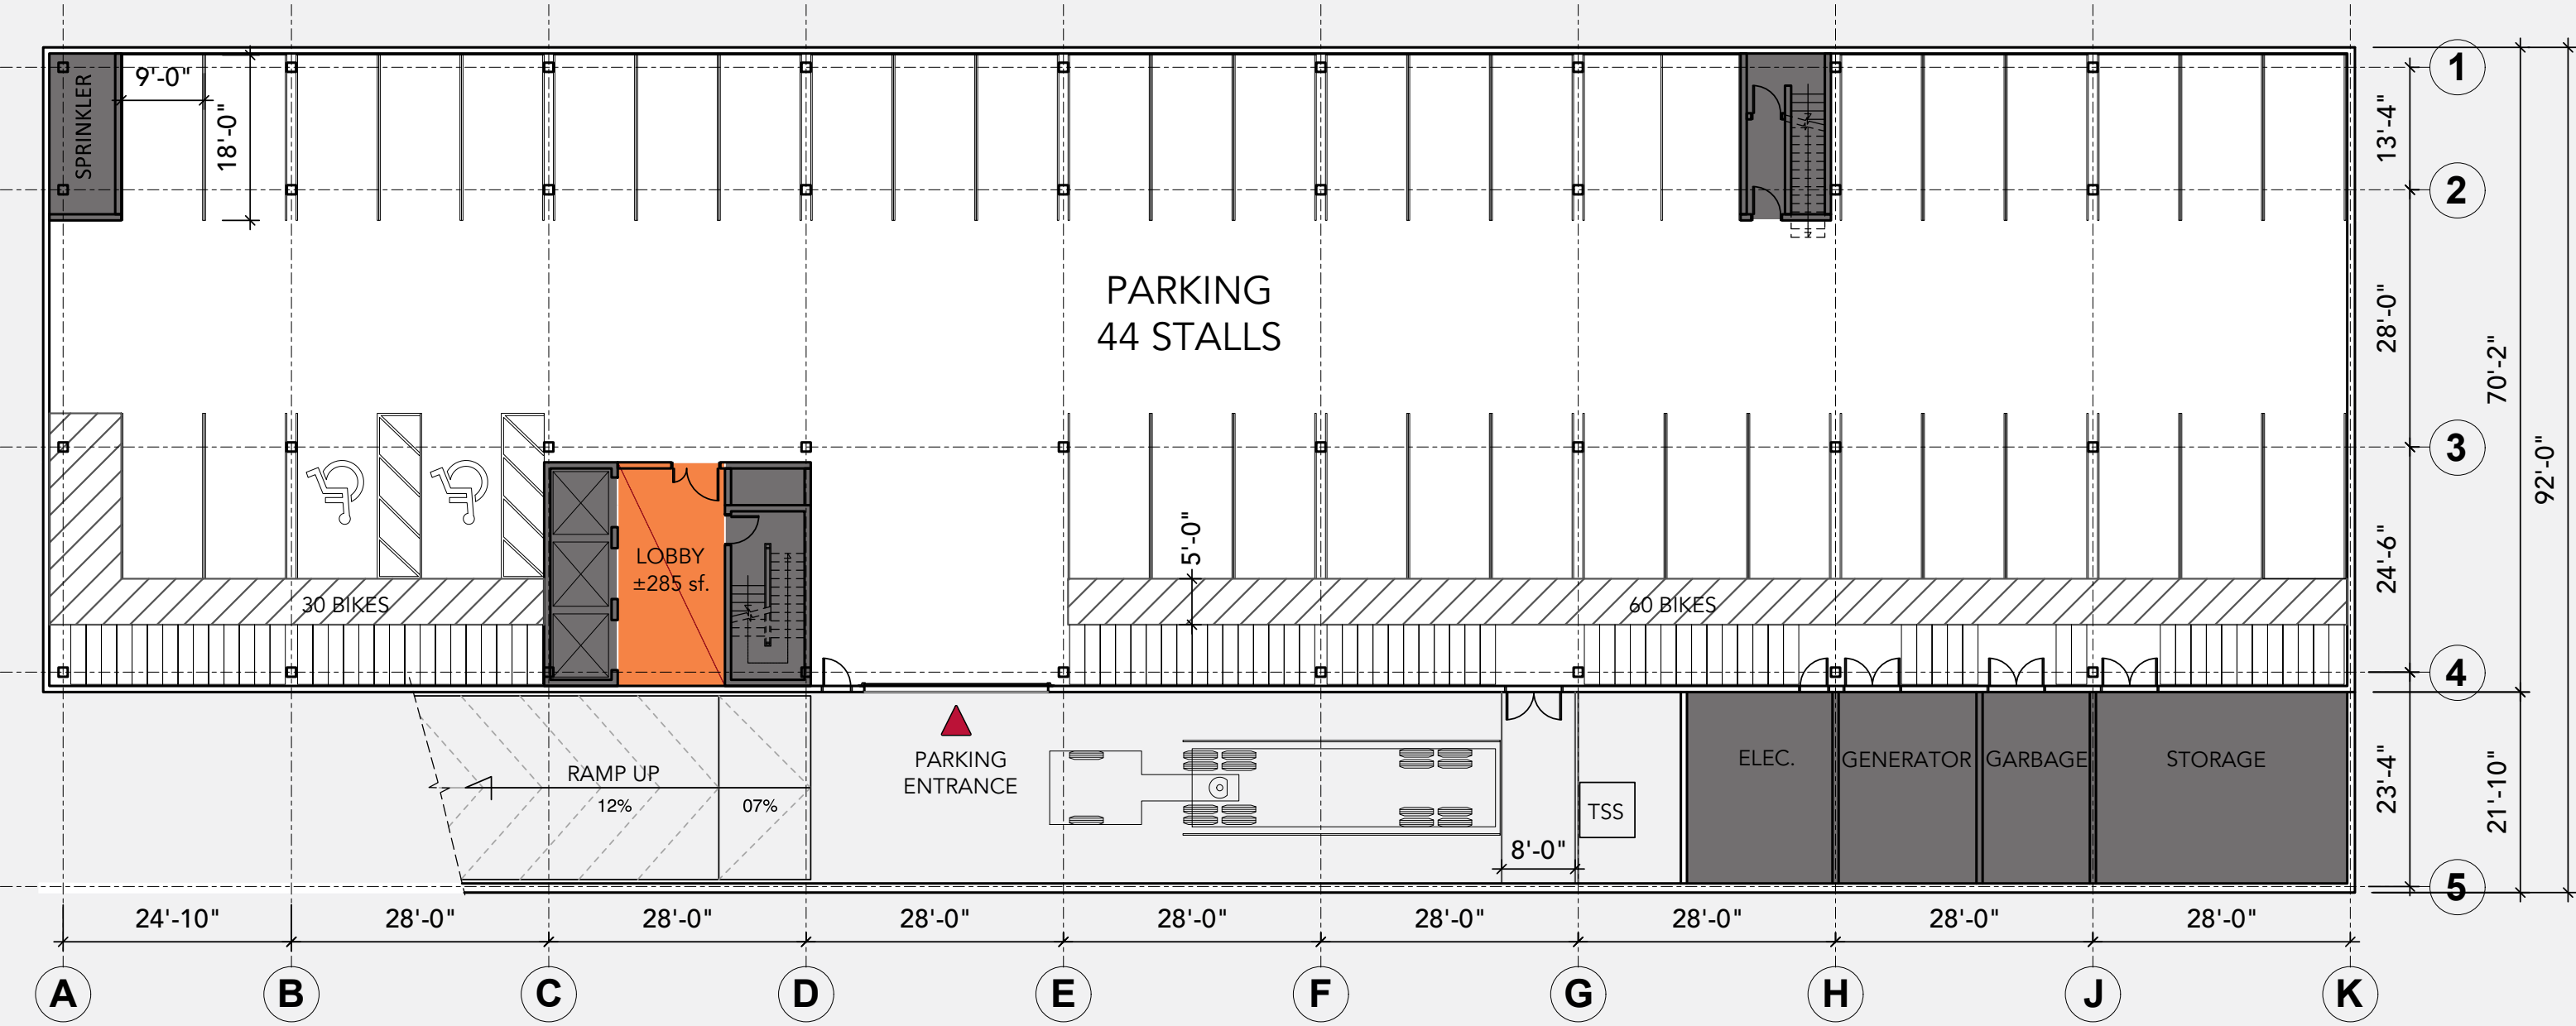 SPRINKLER
9'-0"
18'-0"
1
13'-4"
2
PARKING
44 STALLS
28'-0"
70'-2"
92'-0"
3
5'-0"
24'-6"
LOBBY
±285 sf.
30 BIKES
60 BIKES
4
RAMP UP
12%
07%
PARKING
ENTRANCE
8'-0"
TSS
ELEC.
GENERATOR
GARBAGE
STORAGE
23'-4"
21'-10"
5
24'-10"
28'-0"
28'-0"
28'-0"
28'-0"
28'-0"
28'-0"
28'-0"
28'-0"
A
B
C
D
E
F
G
H
J
K